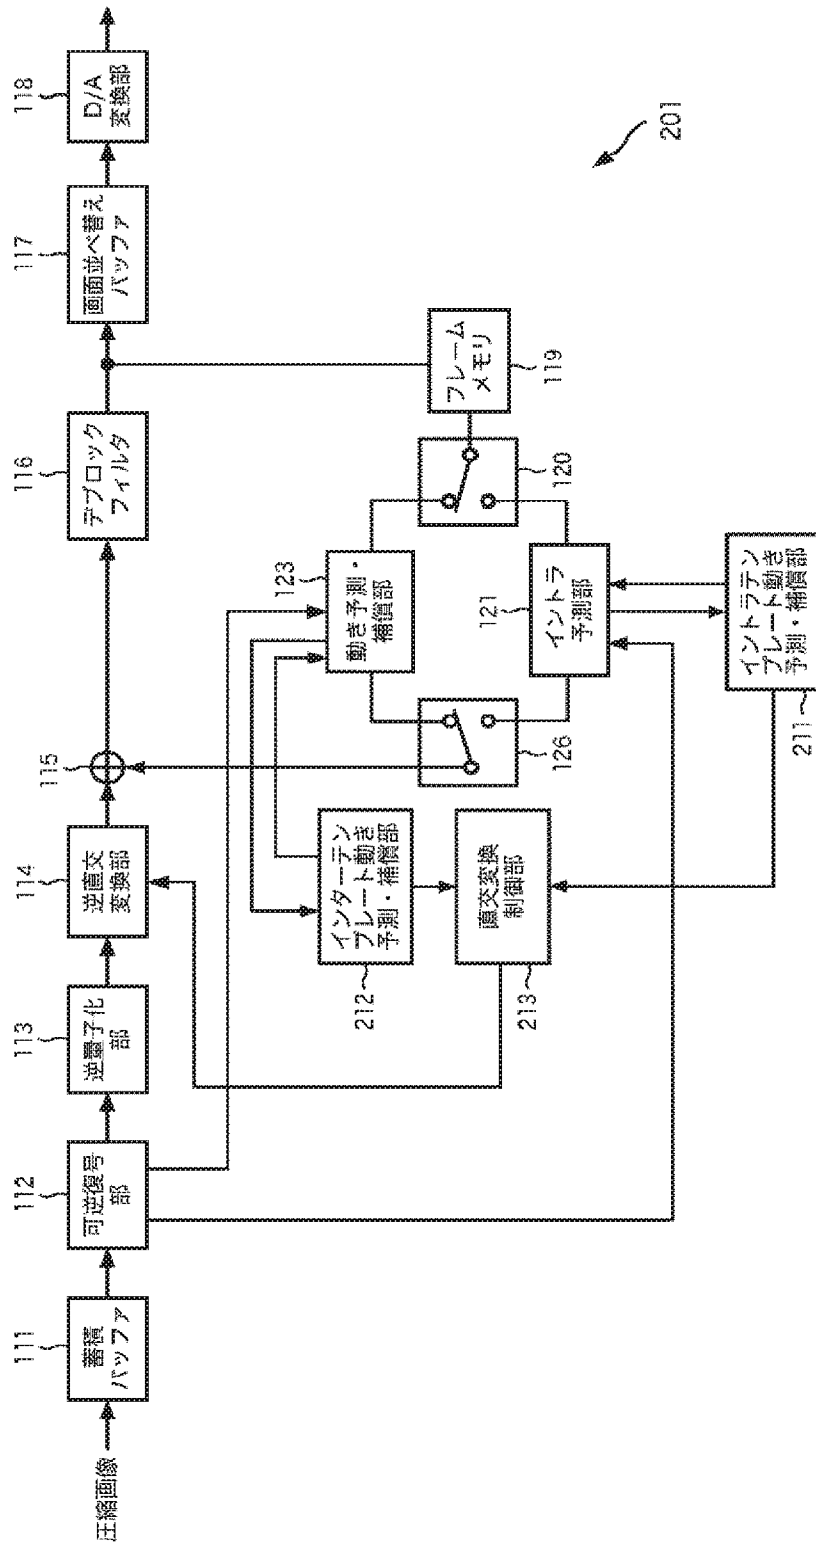 圧縮画像
111
蓄積
バッファ
112
可逆復号
部
113
逆量子化
部
114
逆直交
変換部
115
116
デブロック
フィルタ
117
画面並べ替え
バッファ
118
D/A
変換部
123
動き予測・
補償部
フレーム
メモリ
119
120
126
121
イントラ
予測部
インターテン
プレート動き
予測・補償部
212
直交変換
制御部
213
イントラテン
プレート動き
予測・補償部
211
201